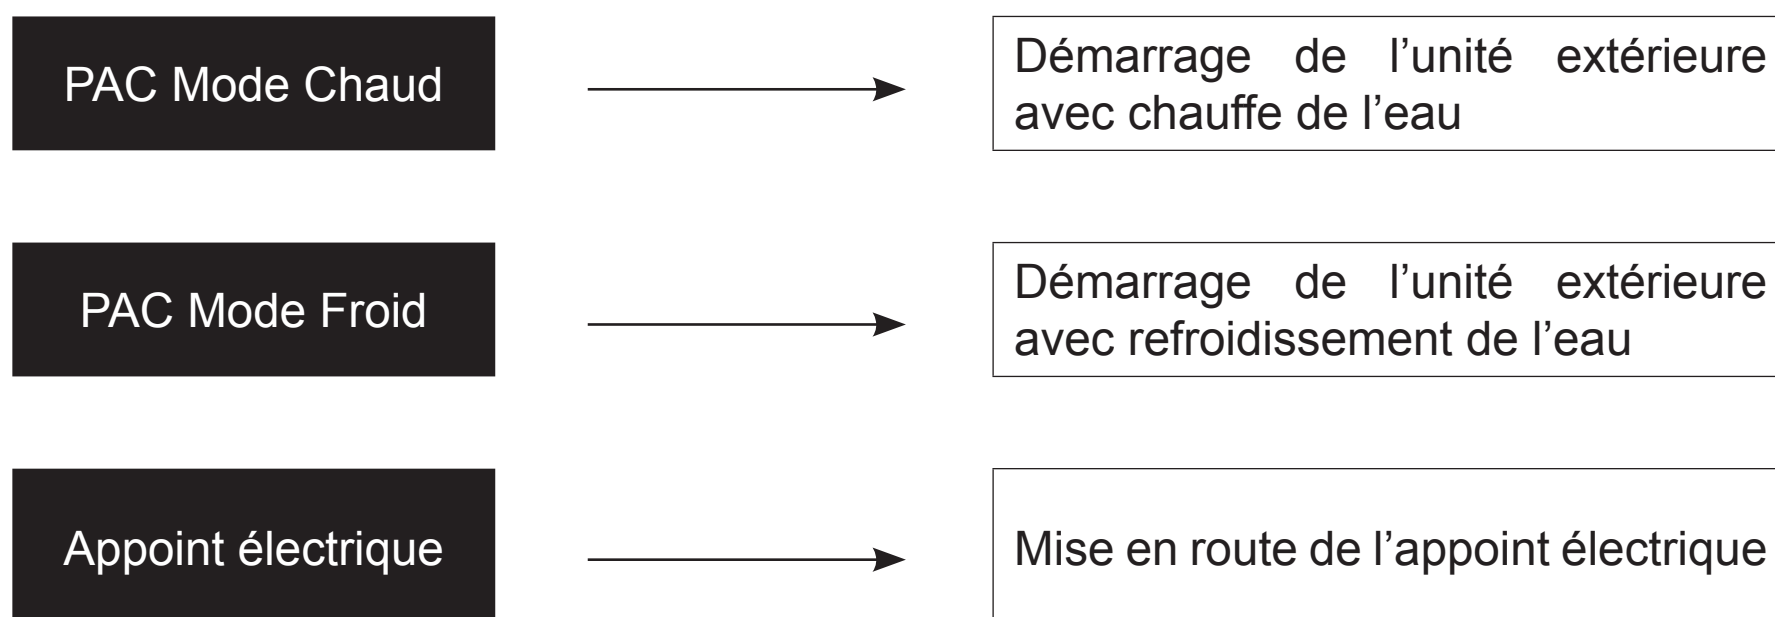 PAC Mode Chaud
Démarrage de l’unité extérieure
avec chauffe de l’eau
PAC Mode Froid
Démarrage de l’unité extérieure
avec refroidissement de l’eau
Appoint électrique
Mise en route de l’appoint électrique